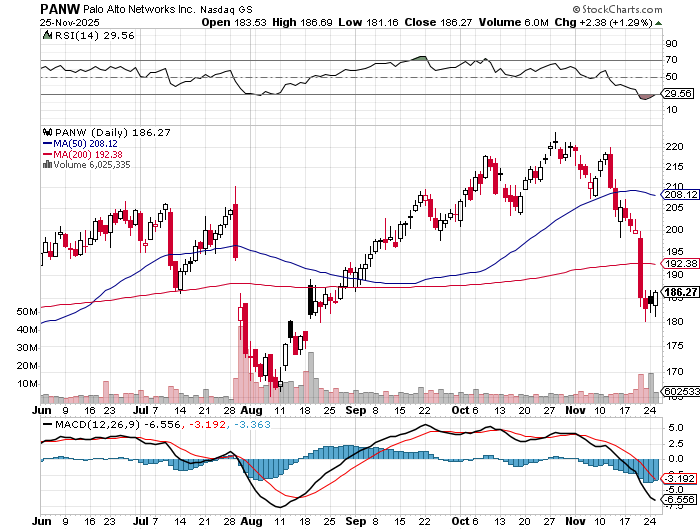 PANW Palo Alto Networks Inc. Nasdaq GS © StockCharts.com
25-Nov-2025 Open 183.53 High 186.69 Low 181.16 Close 186.27 Volume 6.0M Chg +2.38 (+1.29%)
RSI(14) 29.56
90
70
50
29.56
10
PANW (Daily) 186.27
MA(50) 208.12
MA(200) 192.38
Volume 6,025,335
220
215
210
208.12
205
200
195
192.38
190
186.27
180
175
170
165
6025335
50M
40M
30M
20M
10M
Jun 9 16 23 Jul 7 14 21 28 Aug 11 18 25 Sep 8 15 22 Oct 6 13 20 27 Nov 10 17 24
MACD(12,26,9) -6.556, -3.192, -3.363
5.0
2.5
0.0
-3.192
-5.0
-6.556
-7.5
Jun 9 16 23 Jul 7 14 21 28 Aug 11 18 25 Sep 8 15 22 Oct 6 13 20 27 Nov 10 17 24